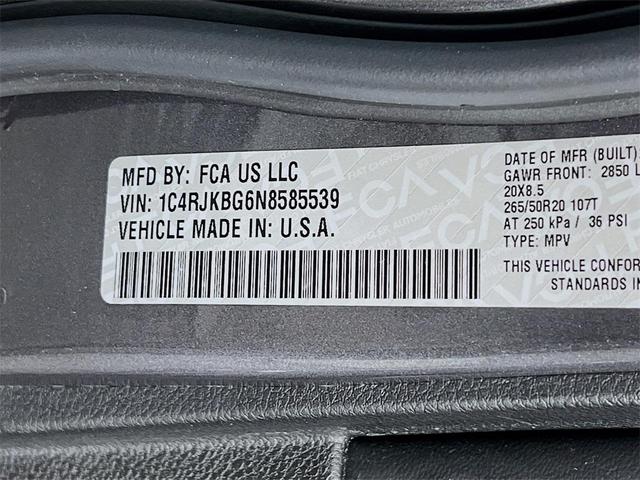 MFD BY: FCA US LLC
VIN: 1C4RJKBG6N8585539
VEHICLE MADE IN: U.S.A.
DATE OF MFR (BUILT):
GAWR FRONT: 2850 L
20X8.5
265/50R20 107T
AT 250 kPa / 36 PSI
TYPE: MPV
THIS VEHICLE CONFOR
STANDARDS IN